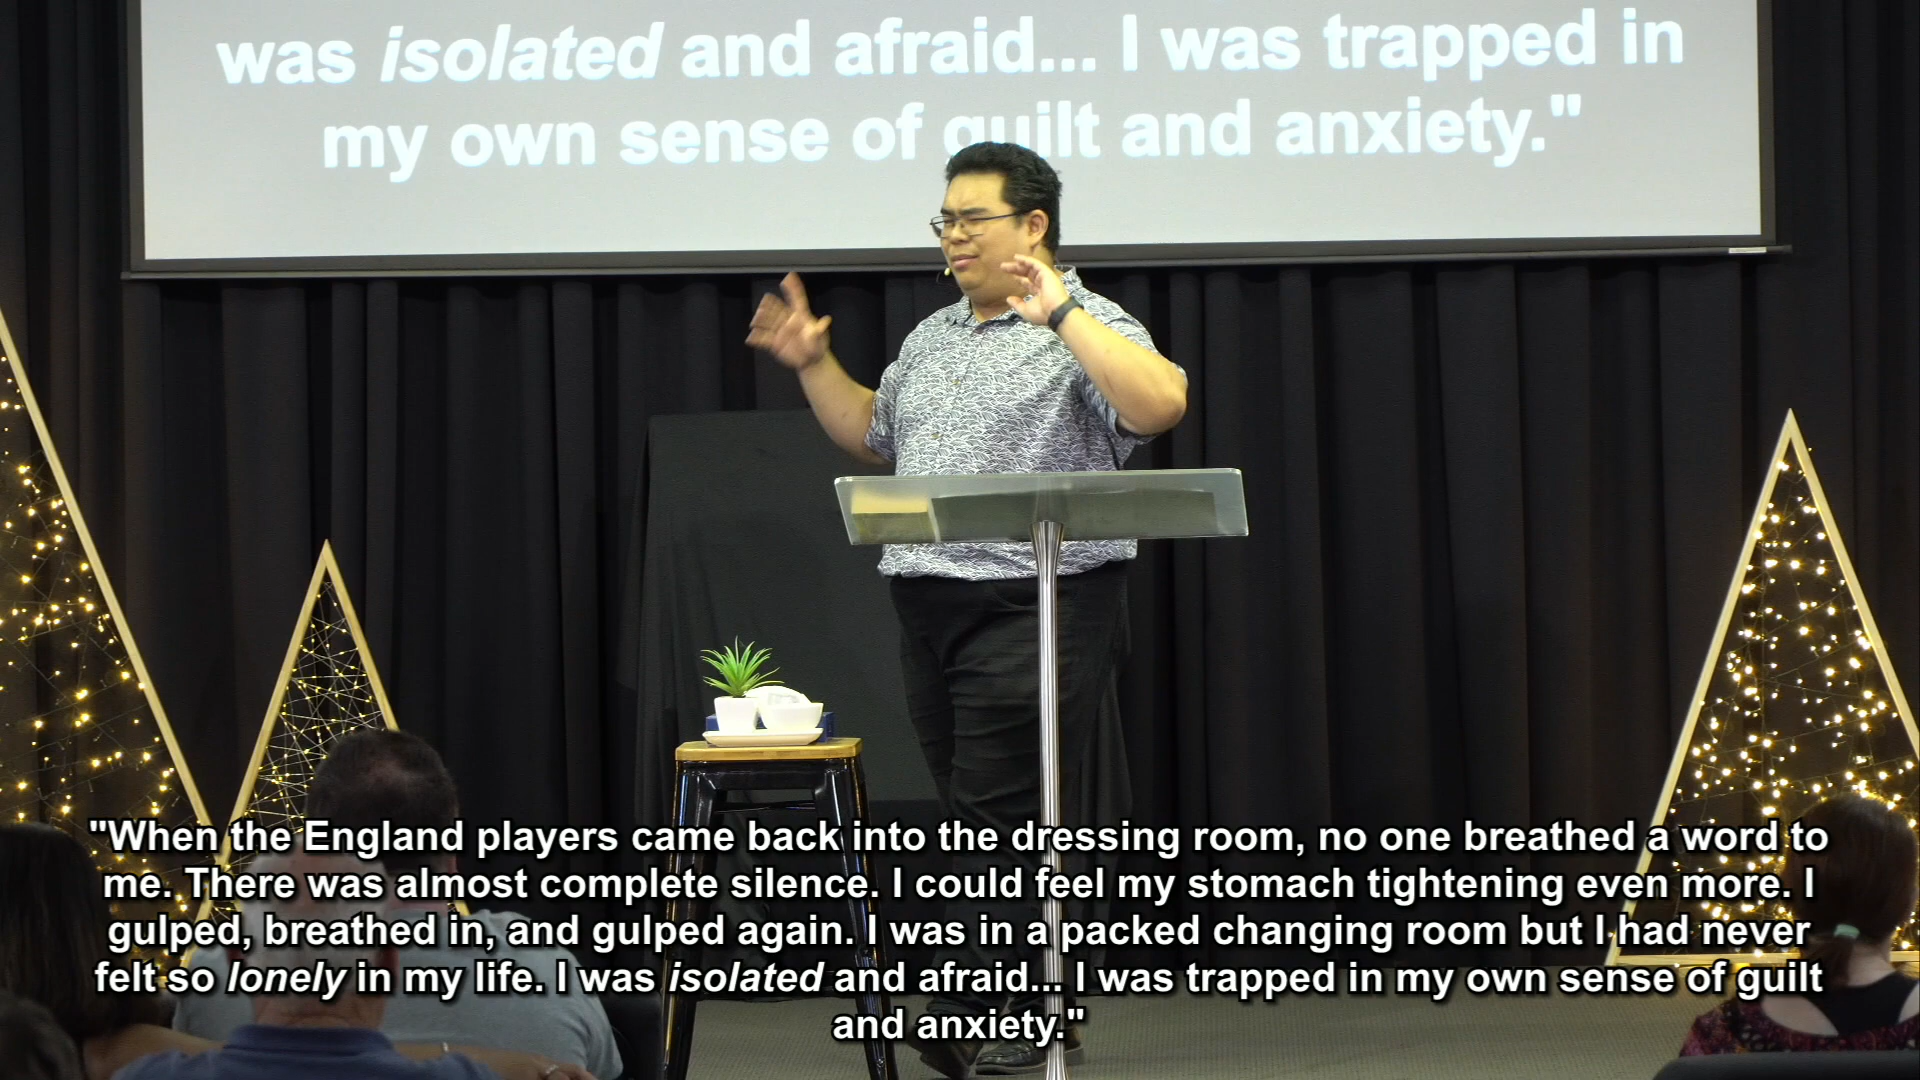 was isolated and afraid... I was trapped in
my own sense of guilt and anxiety."
"When the England players came back into the dressing room, no one breathed a word to
me. There was almost complete silence. I could feel my stomach tightening even more. I
gulped, breathed in, and gulped again. I was in a packed changing room but I had never
felt so lonely in my life. I was isolated and afraid... I was trapped in my own sense of guilt
and anxiety."